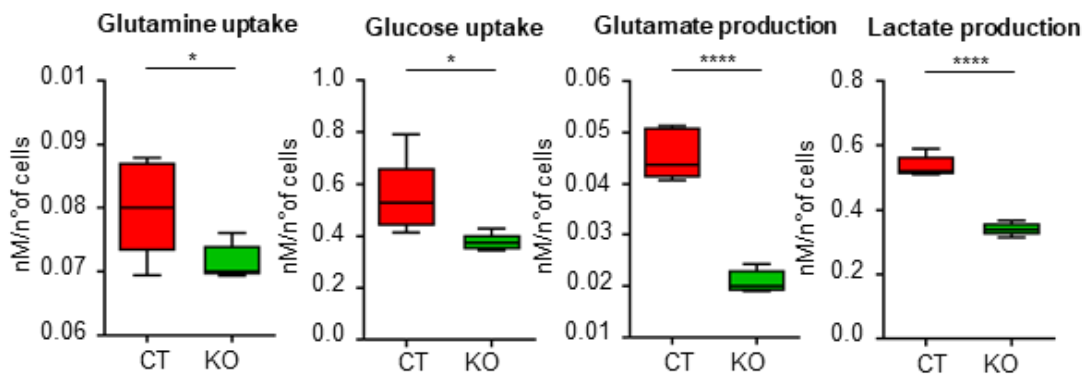 Glutamine uptake
*
0.01
0.09
0.08
0.07
0.06
nM/n°of cells
CT KO
Glucose uptake
*
1.0
0.8
0.6
0.4
0.2
0.0
nM/n°of cells
CT KO
Glutamate production
****
0.06
0.05
0.04
0.03
0.02
0.01
nM/n°of cells
CT KO
Lactate production
****
0.8
0.6
0.4
0.2
0.0
nM/n°of cells
CT KO